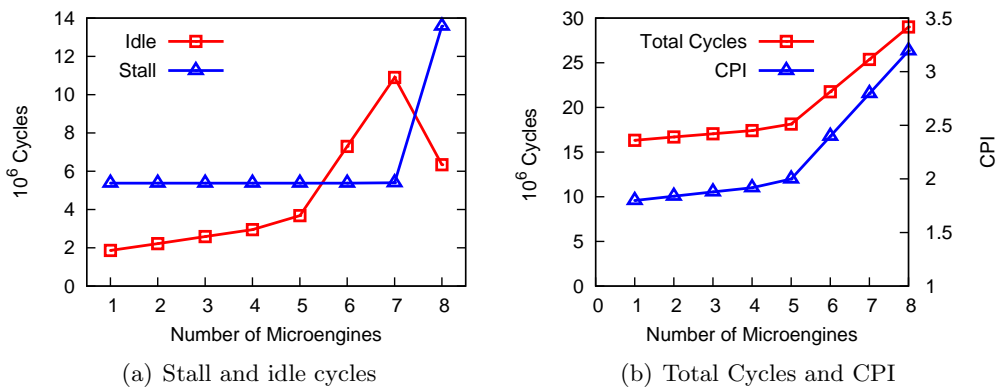 14
12
10
8
6
4
2
0
10^6 Cycles
Idle
Stall
1 2 3 4 5 6 7 8
Number of Microengines
(a) Stall and idle cycles
30
25
20
15
10
5
0
10^6 Cycles
Total Cycles
CPI
3.5
3
2.5
2
1.5
1
CPI
0 1 2 3 4 5 6 7 8
Number of Microengines
(b) Total Cycles and CPI